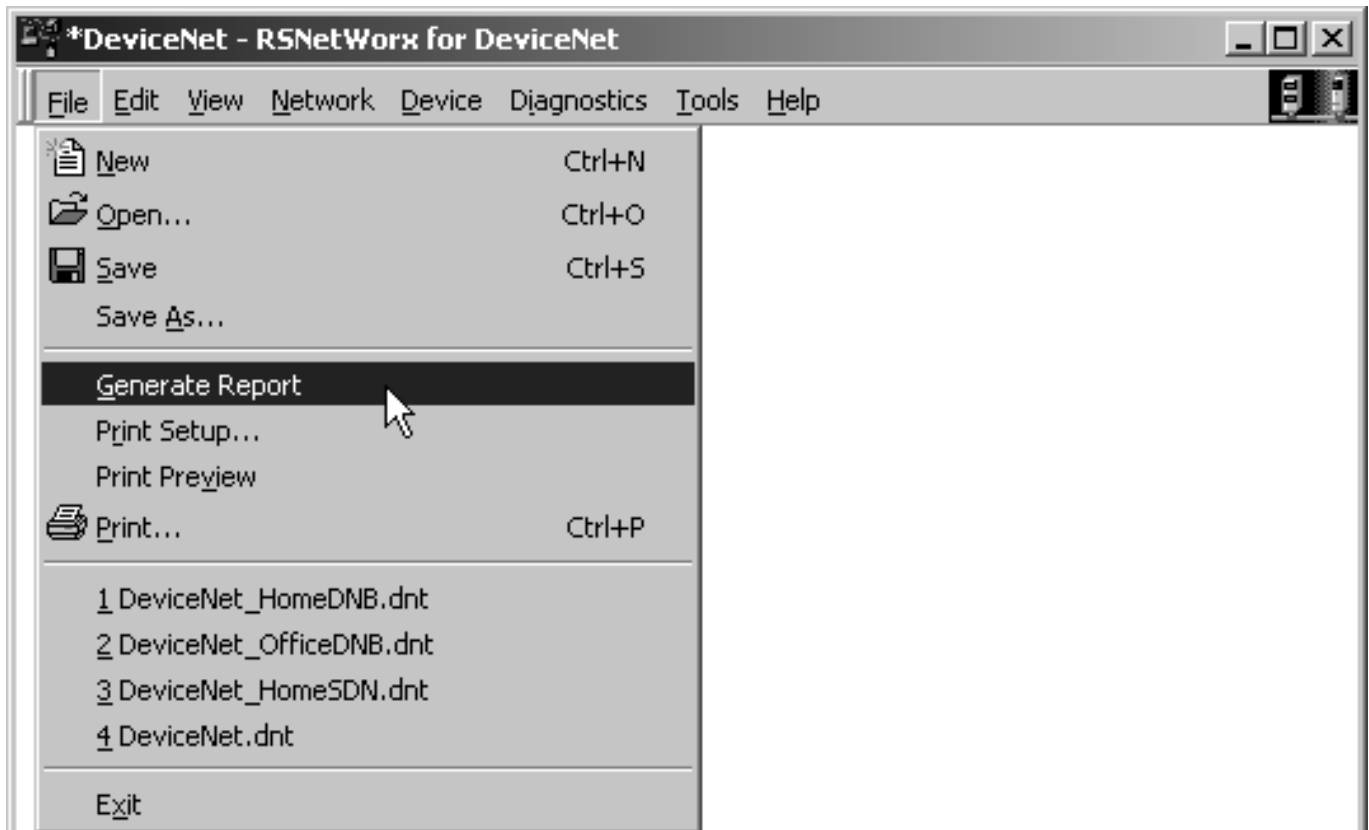 *DeviceNet - RSNetWorx for DeviceNet
File Edit View Network Device Diagnostics Tools Help
New Ctrl+N
Open... Ctrl+O
Save Ctrl+S
Save As...
Generate Report
Print Setup...
Print Preview
Print... Ctrl+P
1 DeviceNet_HomeDNB.dnt
2 DeviceNet_OfficeDNB.dnt
3 DeviceNet_HomeSDN.dnt
4 DeviceNet.dnt
Exit